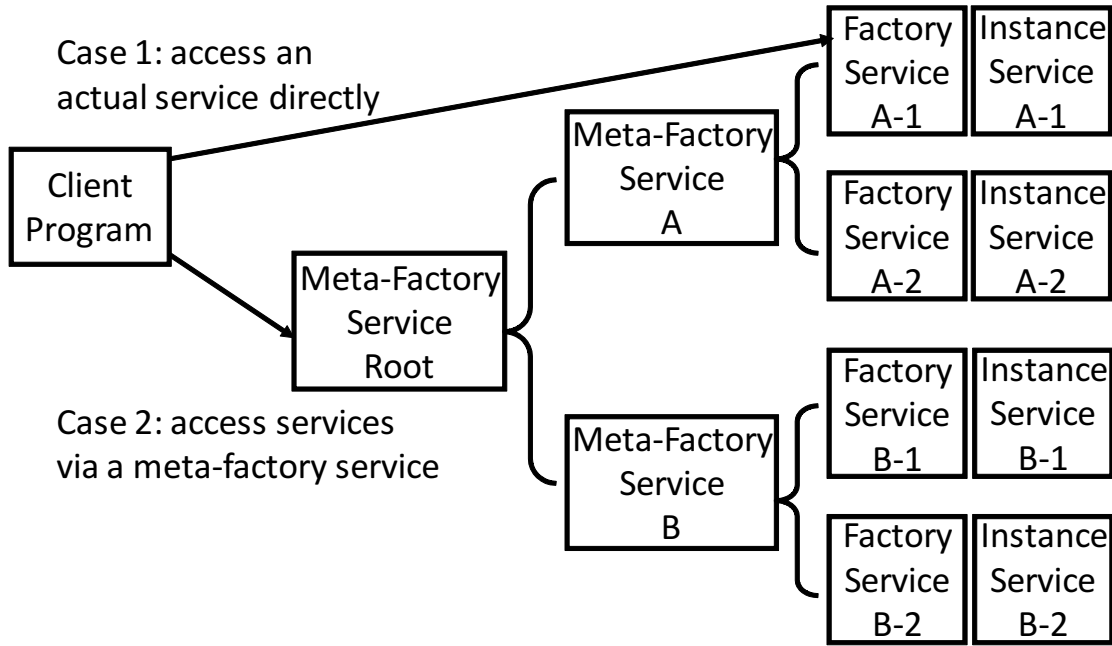 Case 1: access an
actual service directly
Client
Program
Meta-Factory
Service
Root
Case 2: access services
via a meta-factory service
Meta-Factory
Service
A
Meta-Factory
Service
B
Factory
Service
A-1
Instance
Service
A-1
Factory
Service
A-2
Instance
Service
A-2
Factory
Service
B-1
Instance
Service
B-1
Factory
Service
B-2
Instance
Service
B-2